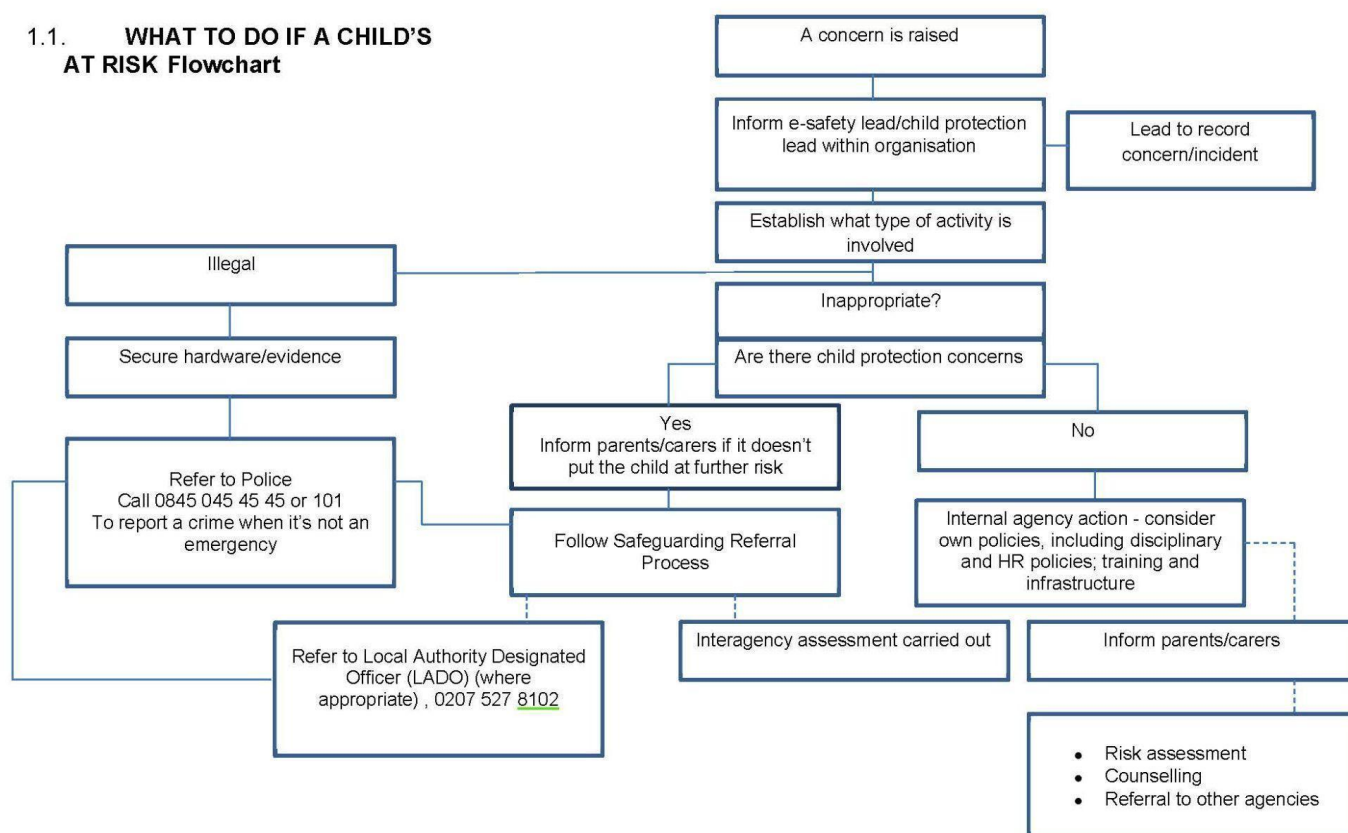 1.1. WHAT TO DO IF A CHILD’S
AT RISK Flowchart
A concern is raised
Inform e-safety lead/child protection
lead within organisation
Lead to record
concern/incident
Establish what type of activity is
involved
Illegal
Inappropriate?
Secure hardware/evidence
Are there child protection concerns
Yes
Inform parents/carers if it doesn’t
put the child at further risk
No
Refer to Police
Call 0845 045 45 45 or 101
To report a crime when it’s not an
emergency
Follow Safeguarding Referral
Process
Internal agency action - consider
own policies, including disciplinary
and HR policies; training and
infrastructure
Refer to Local Authority Designated
Officer (LADO) (where
appropriate) , 0207 527 8102
Interagency assessment carried out
Inform parents/carers
• Risk assessment
• Counselling
• Referral to other agencies